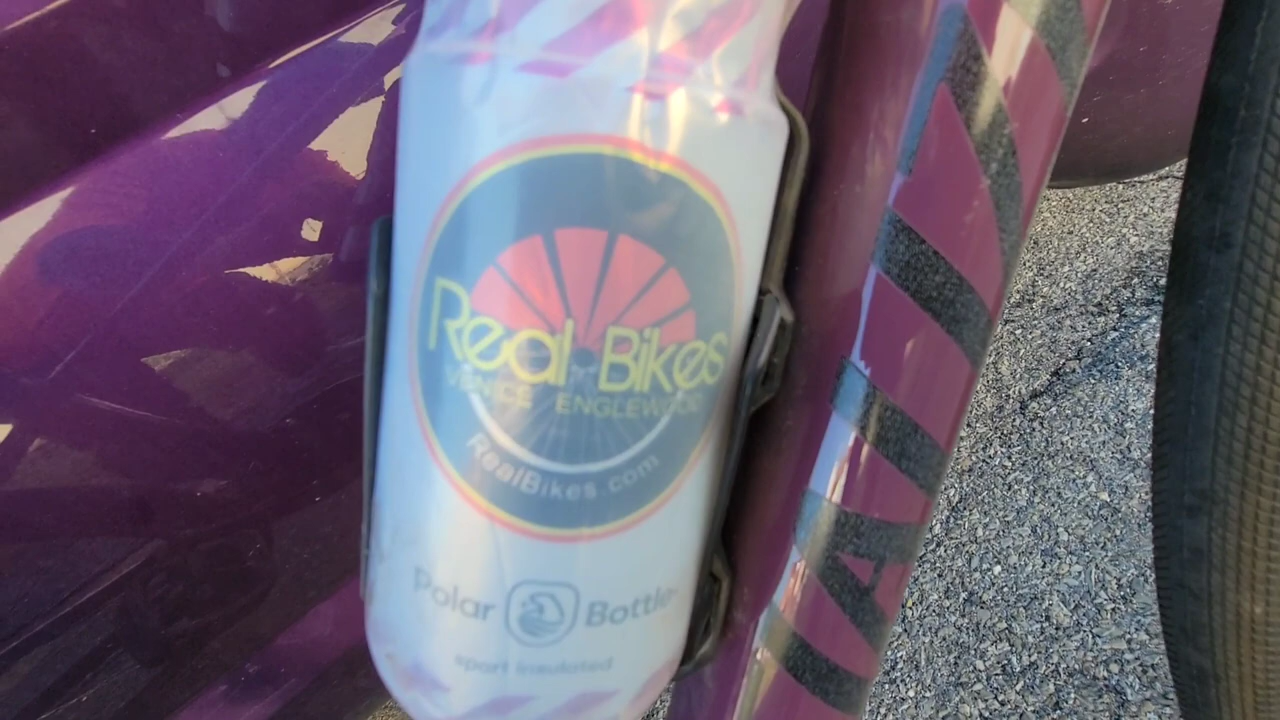 Real Bikes
VENICE ENGLEWOOD
RealBikes.com
Polar Bottle
sport insulated